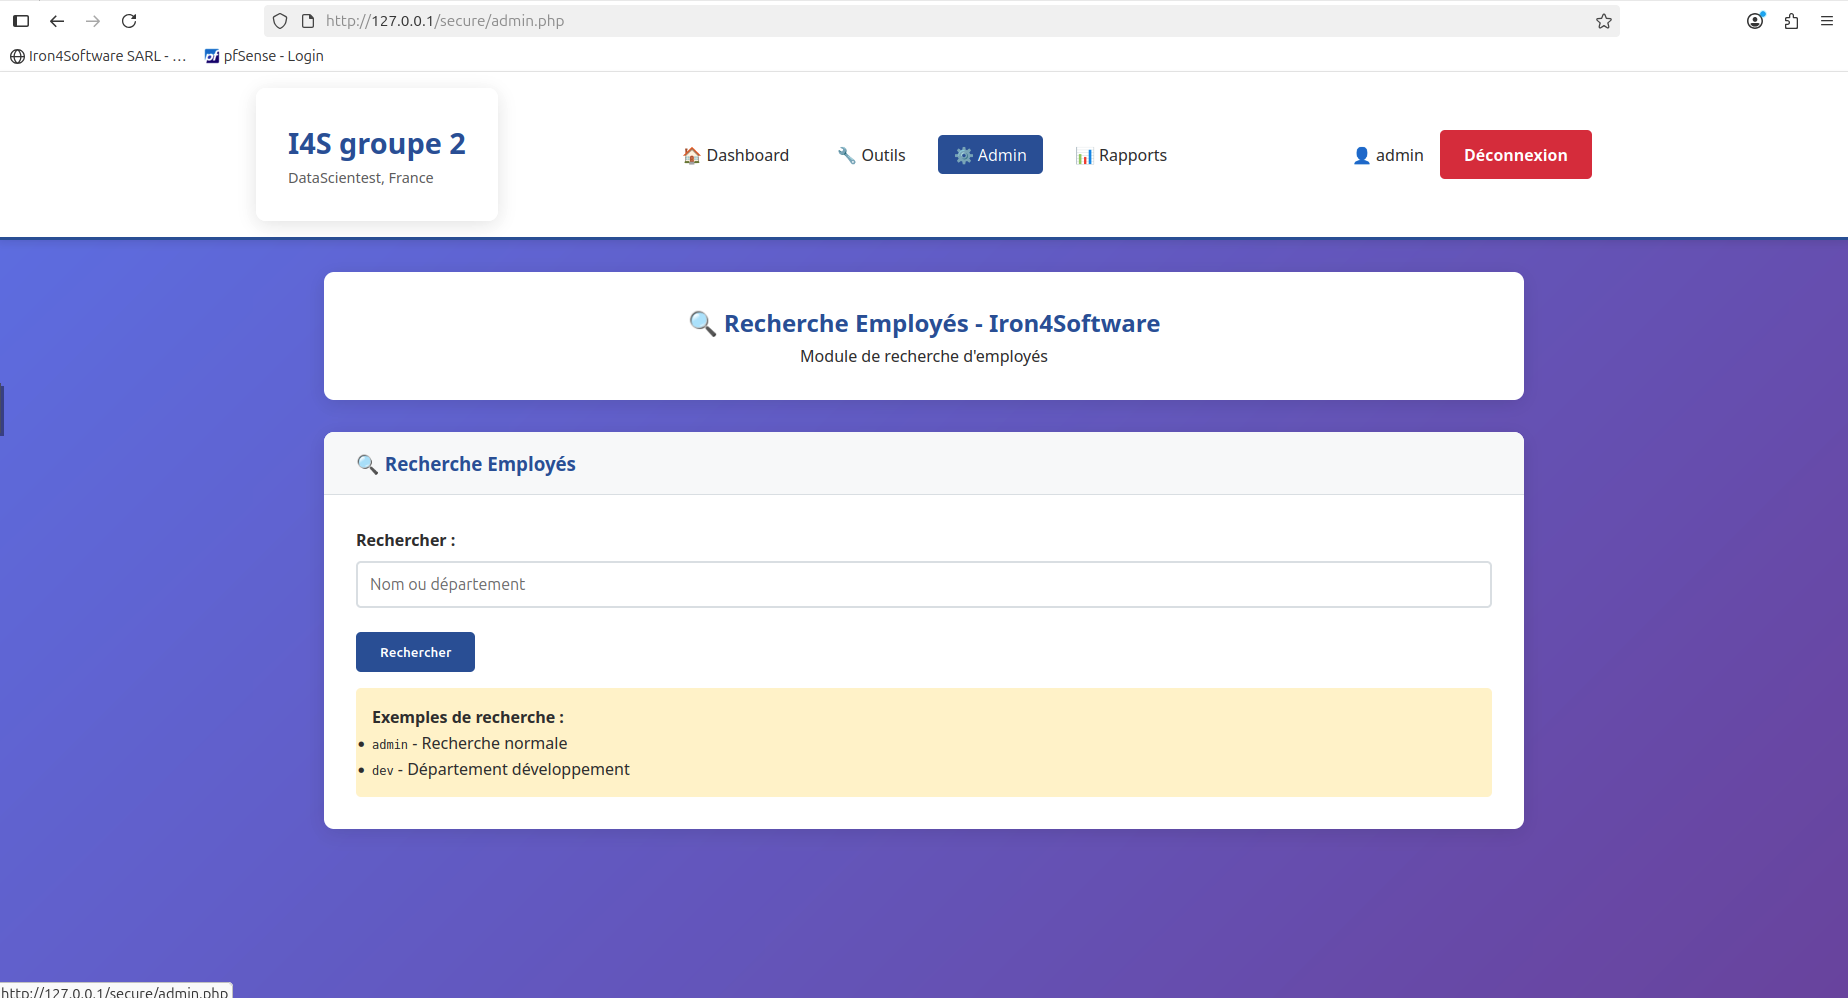 http://127.0.0.1/secure/admin.php
Iron4Software SARL - …
pfSense - Login
I4S groupe 2
DataScientest, France
Dashboard
Outils
Admin
Rapports
admin
Déconnexion
Recherche Employés - Iron4Software
Module de recherche d'employés
Recherche Employés
Rechercher :
Nom ou département
Rechercher
Exemples de recherche :
• admin - Recherche normale
• dev - Département développement
http://127.0.0.1/secure/admin.php